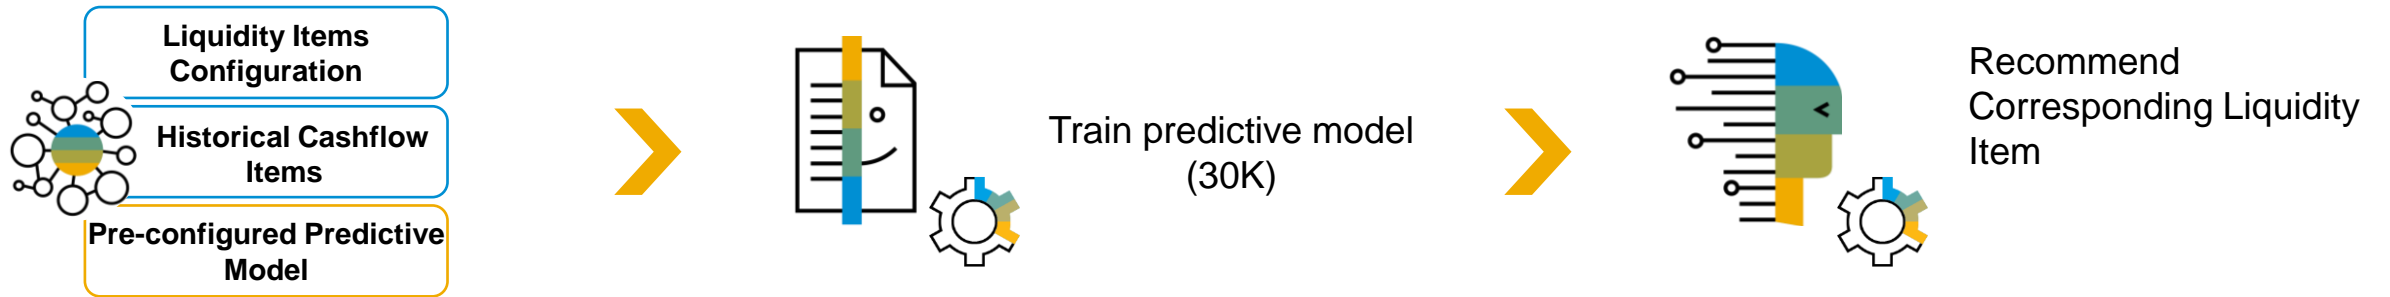 Liquidity Items
Configuration
Historical Cashflow
Items
Pre-configured Predictive
Model
Train predictive model
(30K)
Recommend
Corresponding Liquidity
Item